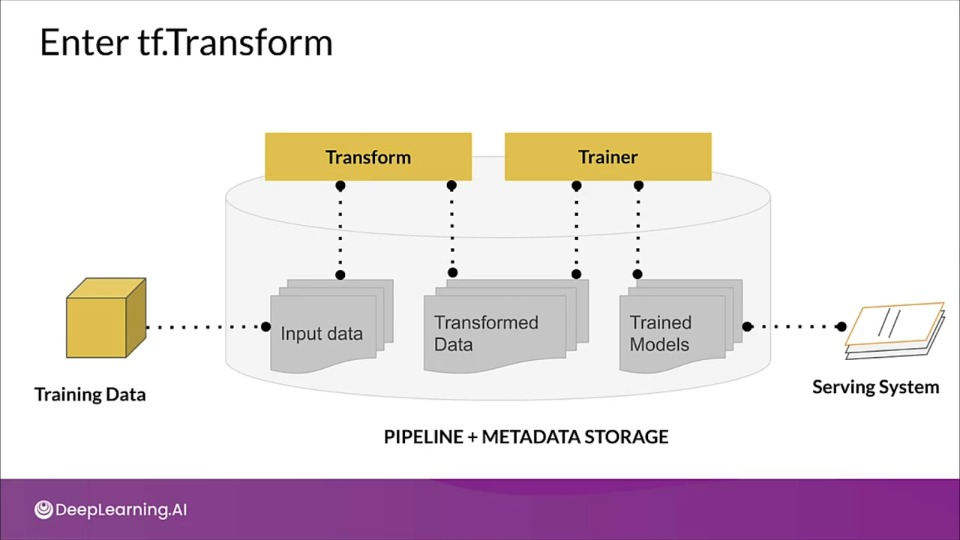 Enter tf.Transform
Transform
Trainer
Input data
Transformed
Data
Trained
Models
Training Data
Serving System
PIPELINE + METADATA STORAGE
DeepLearning.AI